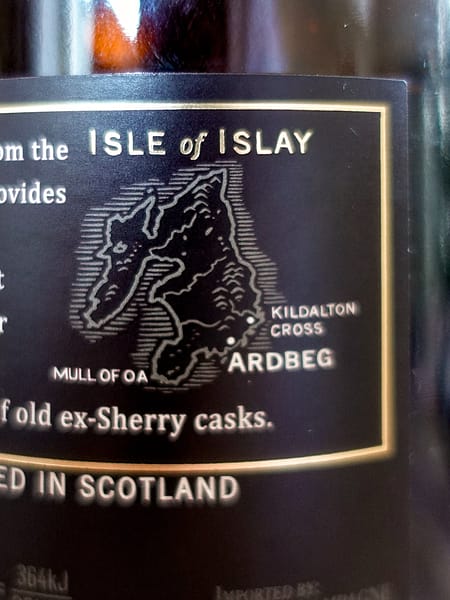 om the
ISLE of ISLAY
ovides
t
r
KILDALTON
CROSS
ARDBEG
MULL OF OA
f old ex-Sherry casks.
ED IN SCOTLAND
364kJ
IMPORTED BY: